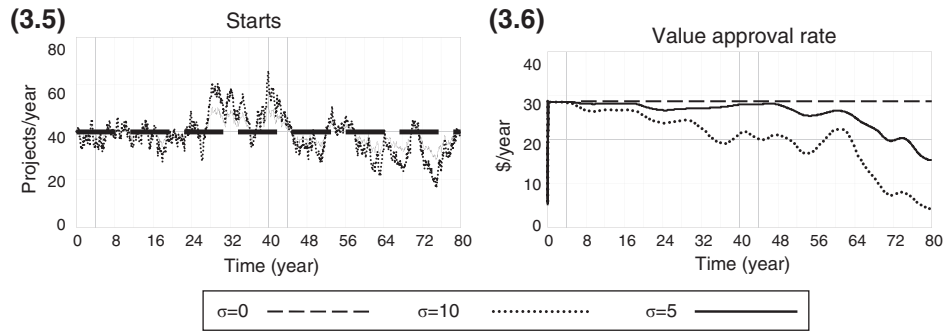 (3.5)
Starts
80
60
40
20
0
Projects/year
0 8 16 24 32 40 48 56 64 72 80
Time (year)
(3.6)
Value approval rate
40
30
20
10
0
$/year
0 8 16 24 32 40 48 56 64 72 80
Time (year)
σ=0 σ=10 σ=5